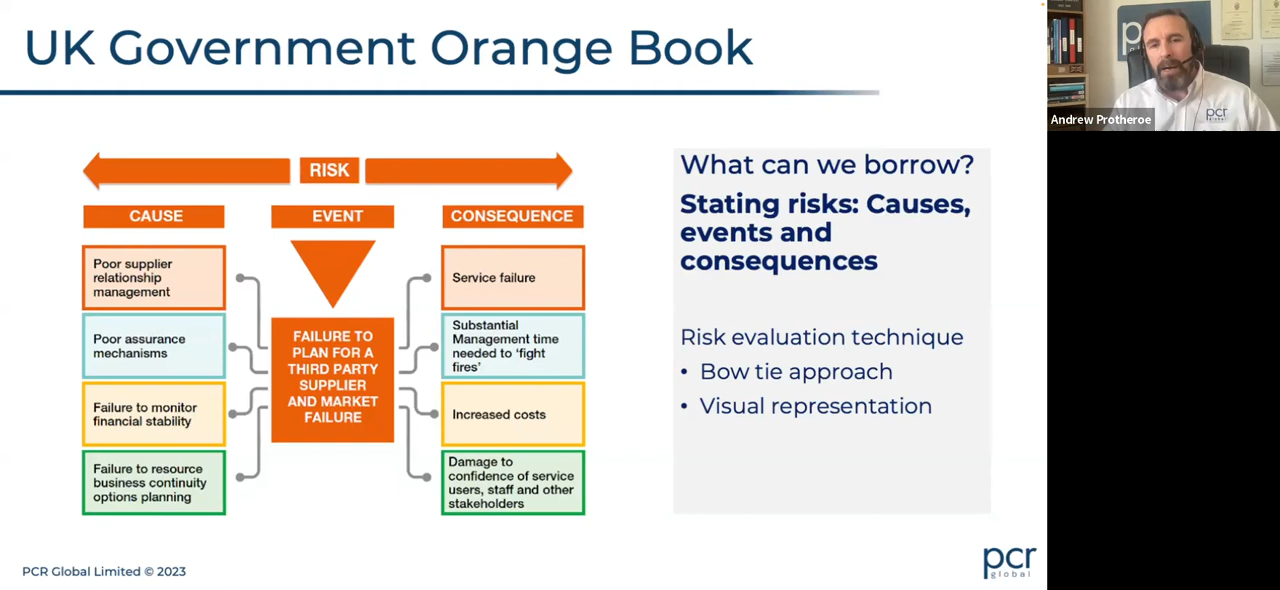 UK Government Orange Book
RISK
CAUSE
EVENT
CONSEQUENCE
Poor supplier
relationship
management
Poor assurance
mechanisms
Failure to monitor
financial stability
Failure to resource
business continuity
options planning
FAILURE TO
PLAN FOR A
THIRD PARTY
SUPPLIER
AND MARKET
FAILURE
Service failure
Substantial
Management time
needed to ‘fight
fires’
Increased costs
Damage to
confidence of service
users, staff and other
stakeholders
What can we borrow?
Stating risks: Causes,
events and
consequences
Risk evaluation technique
• Bow tie approach
• Visual representation
PCR Global Limited © 2023
pcr
global
Andrew Protheroe
pcr
global